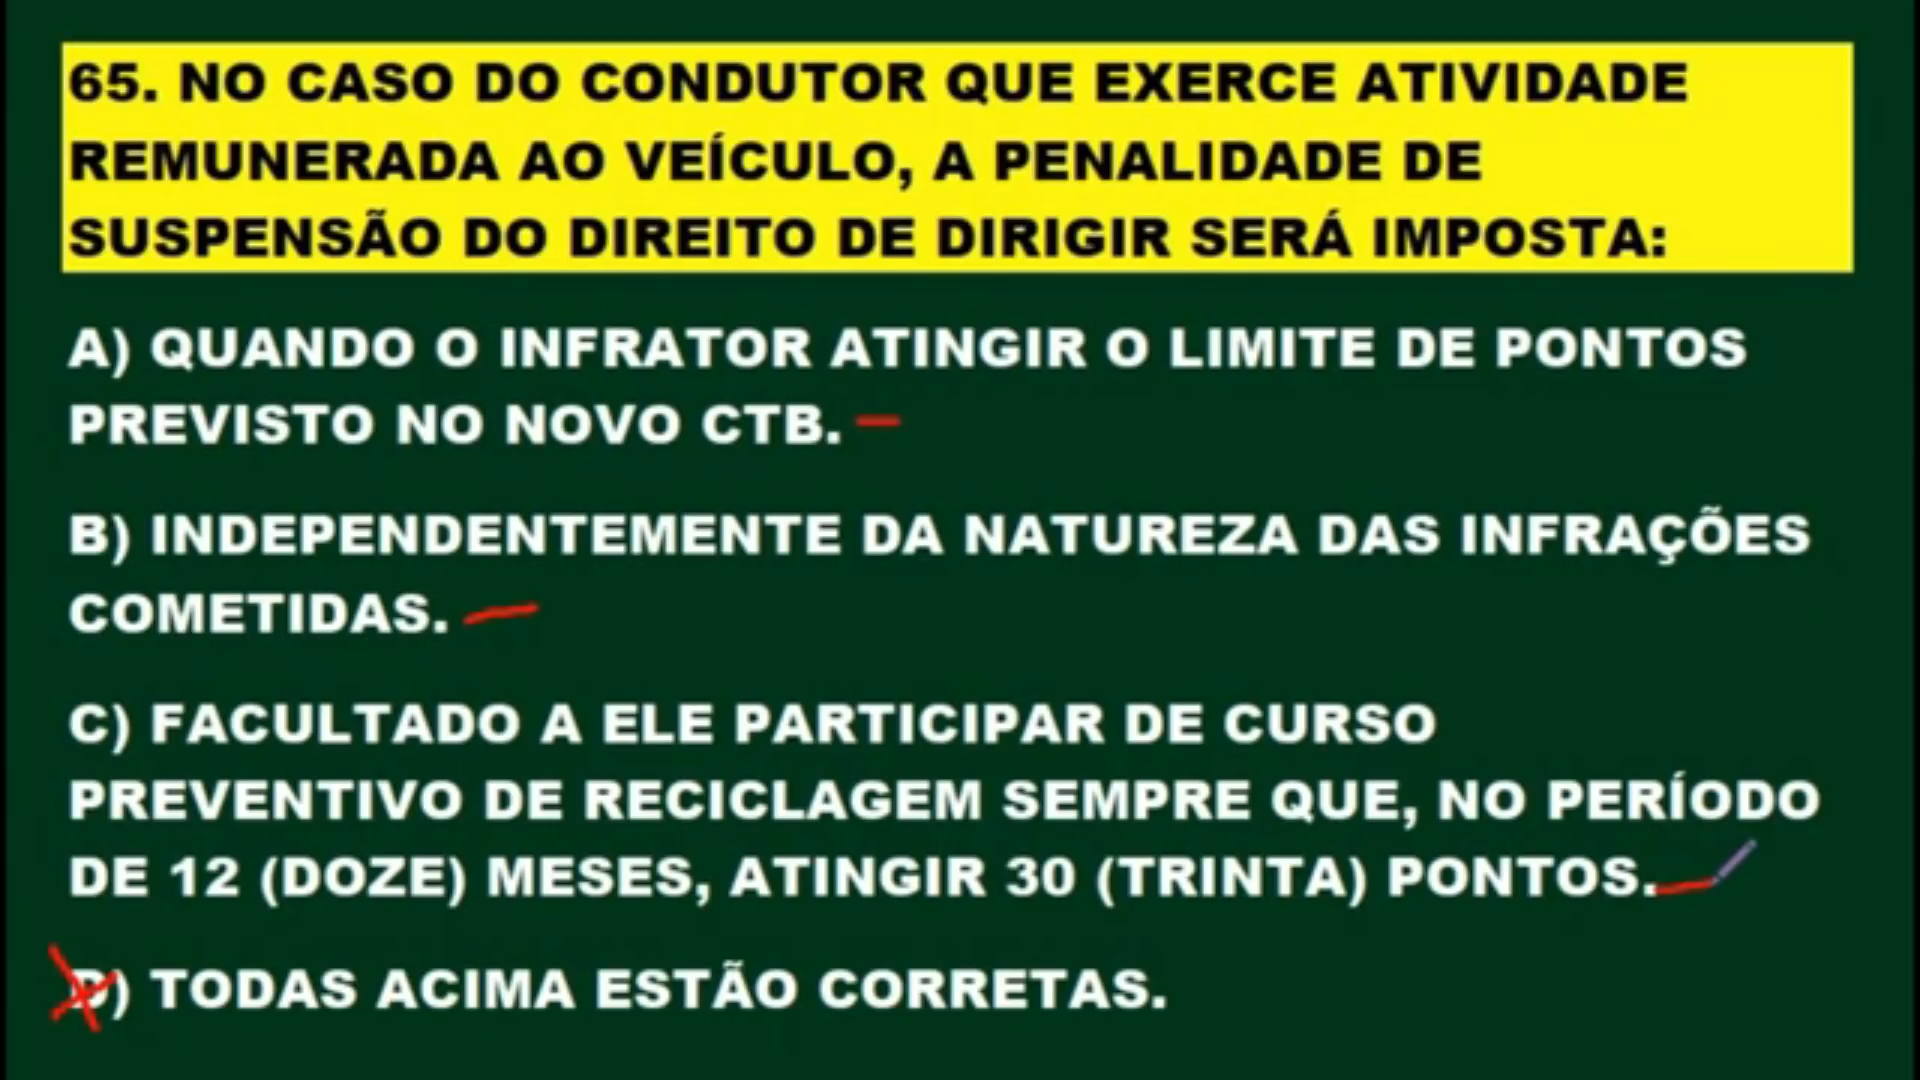 65. NO CASO DO CONDUTOR QUE EXERCE ATIVIDADE
REMUNERADA AO VEÍCULO, A PENALIDADE DE
SUSPENSÃO DO DIREITO DE DIRIGIR SERÁ IMPOSTA:
A) QUANDO O INFRATOR ATINGIR O LIMITE DE PONTOS
PREVISTO NO NOVO CTB.
B) INDEPENDENTEMENTE DA NATUREZA DAS INFRAÇÕES
COMETIDAS.
C) FACULTADO A ELE PARTICIPAR DE CURSO
PREVENTIVO DE RECICLAGEM SEMPRE QUE, NO PERÍODO
DE 12 (DOZE) MESES, ATINGIR 30 (TRINTA) PONTOS.
D) TODAS ACIMA ESTÃO CORRETAS.